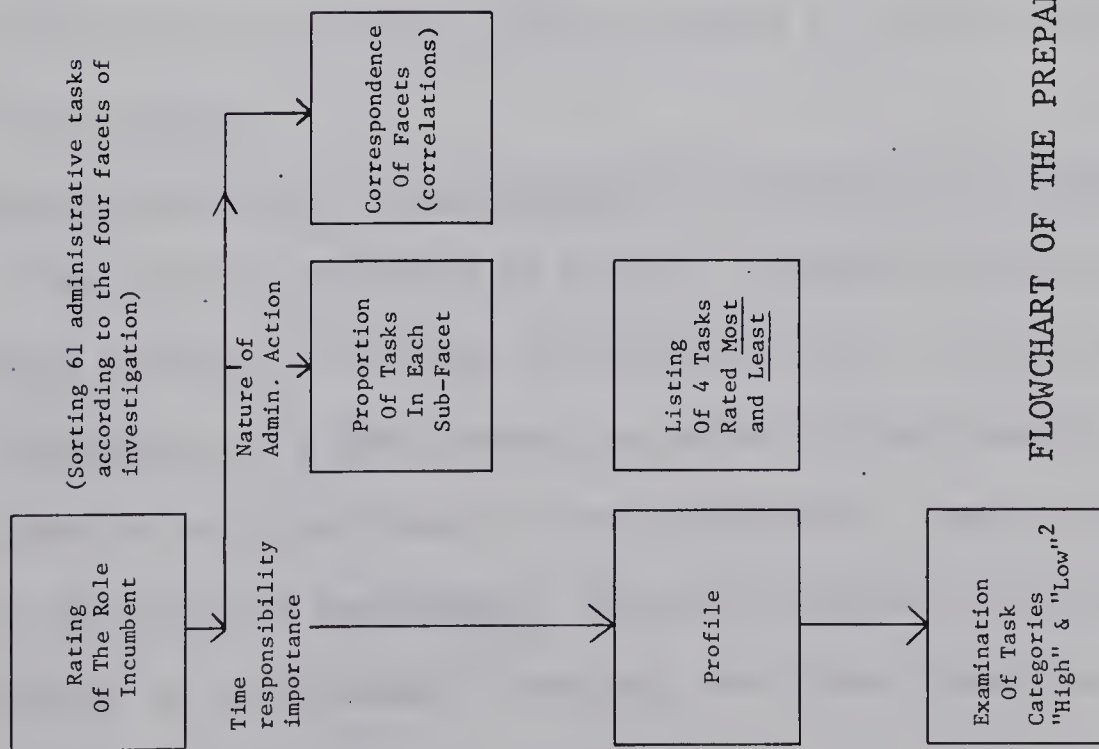 Rating
Of The Role
Incumbent
(Sorting 61 administrative tasks
according to the four facets of
investigation)
Time
responsibility
importance
Nature of
Admin. Action
Proportion
Of Tasks
In Each
Sub-Facet
Correspondence
Of Facets
(correlations)
Profile
Listing
Of 4 Tasks
Rated Most
and Least
Examination
Of Task
Categories
"High" & "Low"2
FLOWCHART OF THE